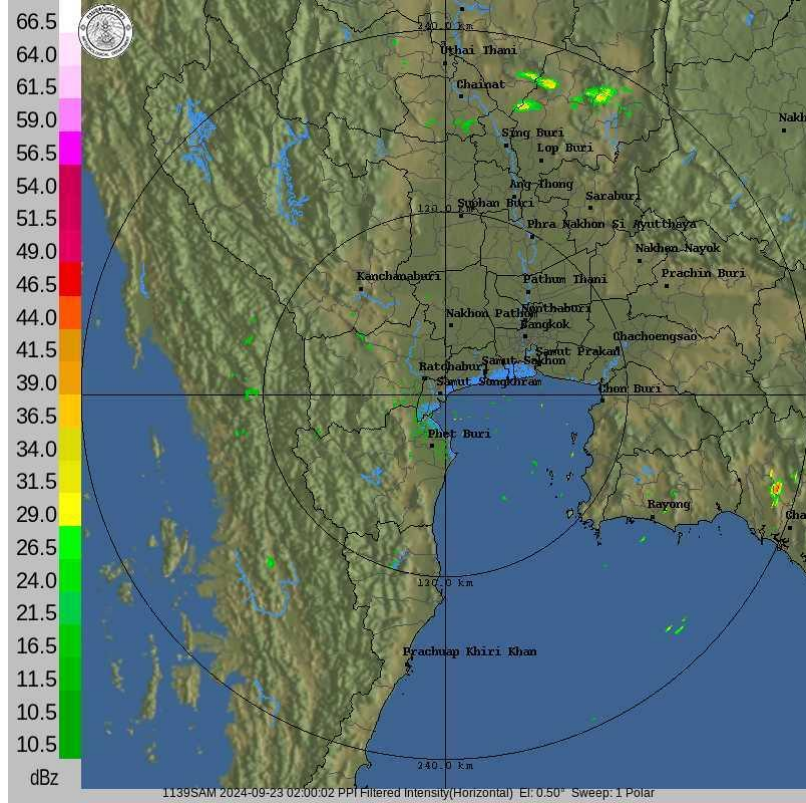 66.5
64.0
61.5
59.0
56.5
54.0
51.5
49.0
46.5
44.0
41.5
39.0
36.5
34.0
31.5
29.0
26.5
24.0
21.5
16.5
11.5
10.5
10.5
dBz
240.0 km
Uthai Thani
Chainat
Nakh
Sing Buri
Lop Buri
Ang Thong
Saraburi
Suphan Buri
120.0 km
Phra Nakhon Si Ayutthaya
Nakhon Nayok
Kanchanaburi
Pathum Thani
Prachin Buri
Nakhon Pathom
Nonthaburi
Bangkok
Chachoengsao
Samut Prakan
Samut Sakhon
Ratchaburi
Samut Songkhram
Chon Buri
Phet Buri
Rayong
Cha
120.0 km
Prachuap Khiri Khan
240.0 km
1139SAM 2024-09-23 02:00:02 PPI Filtered Intensity(Horizontal) El: 0.50° Sweep: 1 Polar